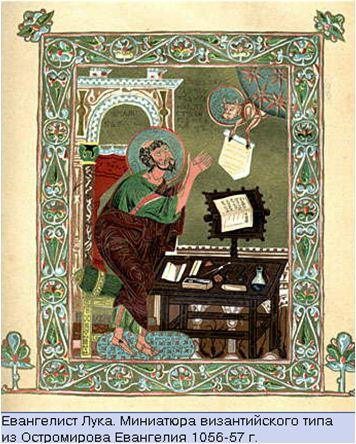 Евангелист Лука. Миниатюра византийского типа
из Остромирова Евангелия 1056-57 г.